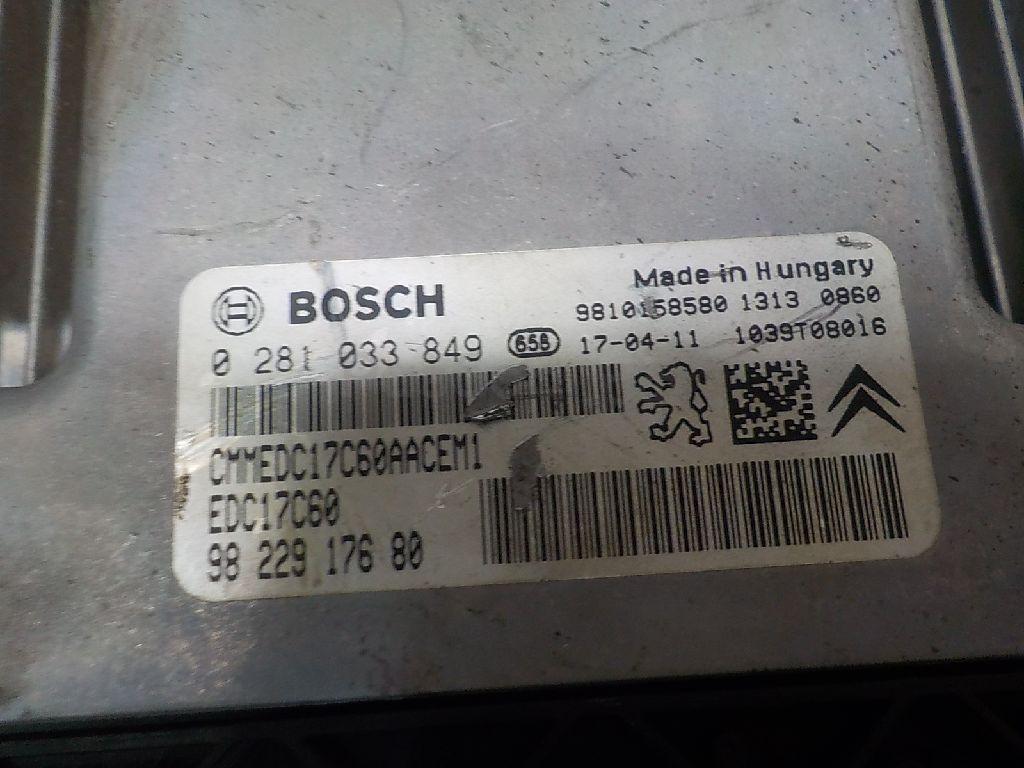 BOSCH
Made in Hungary
9810158580 1313 0860
0 281 033 849 656 17-04-11 1039T08016
CMMEDC17C60AACEM1
EDC17C60
98 229 176 80